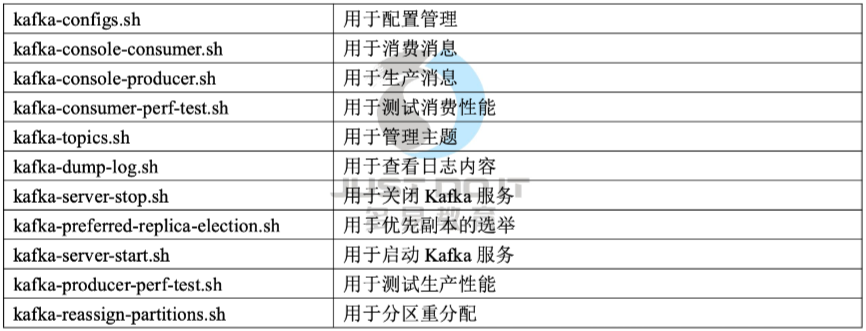 kafka-configs.sh 用于配置管理
kafka-console-consumer.sh 用于消费消息
kafka-console-producer.sh 用于生产消息
kafka-consumer-perf-test.sh 用于测试消费性能
kafka-topics.sh 用于管理主题
kafka-dump-log.sh 用于查看日志内容
kafka-server-stop.sh 用于关闭 Kafka 服务
kafka-preferred-replica-election.sh 用于优先副本的选举
kafka-server-start.sh 用于启动 Kafka 服务
kafka-producer-perf-test.sh 用于测试生产性能
kafka-reassign-partitions.sh 用于分区重分配
JUST DO IT